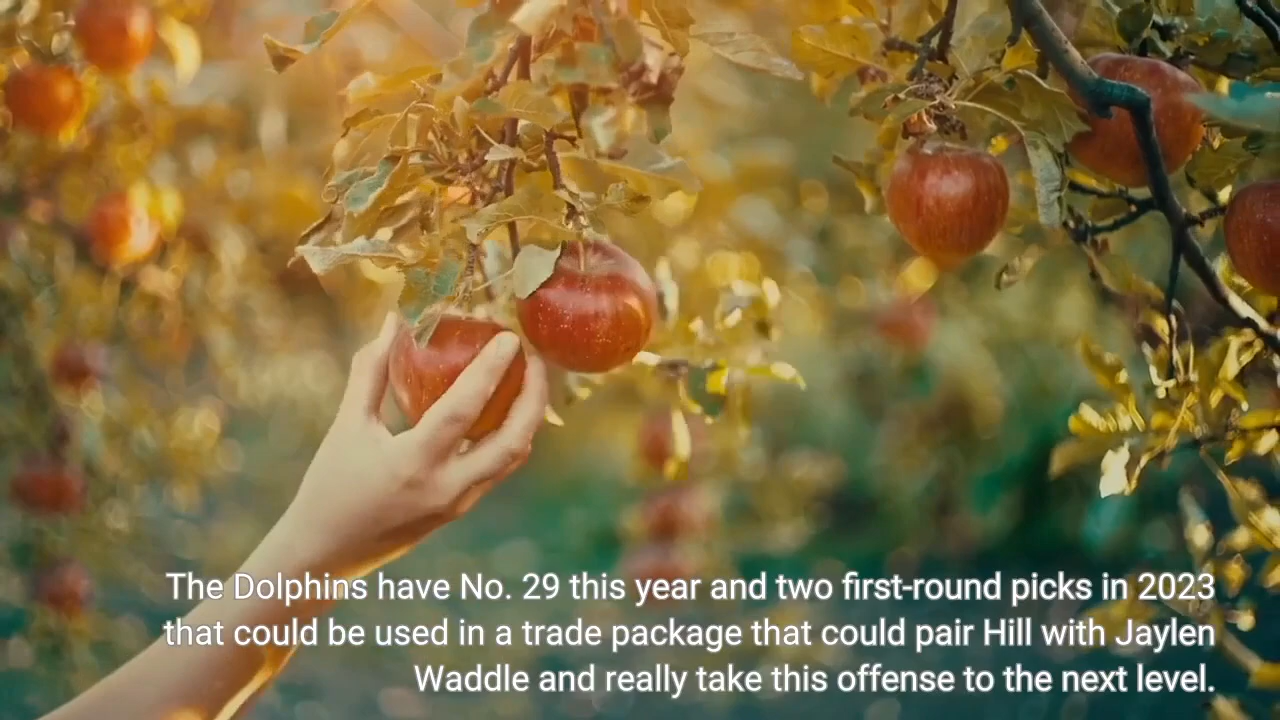 The Dolphins have No. 29 this year and two first-round picks in 2023
that could be used in a trade package that could pair Hill with Jaylen
Waddle and really take this offense to the next level.